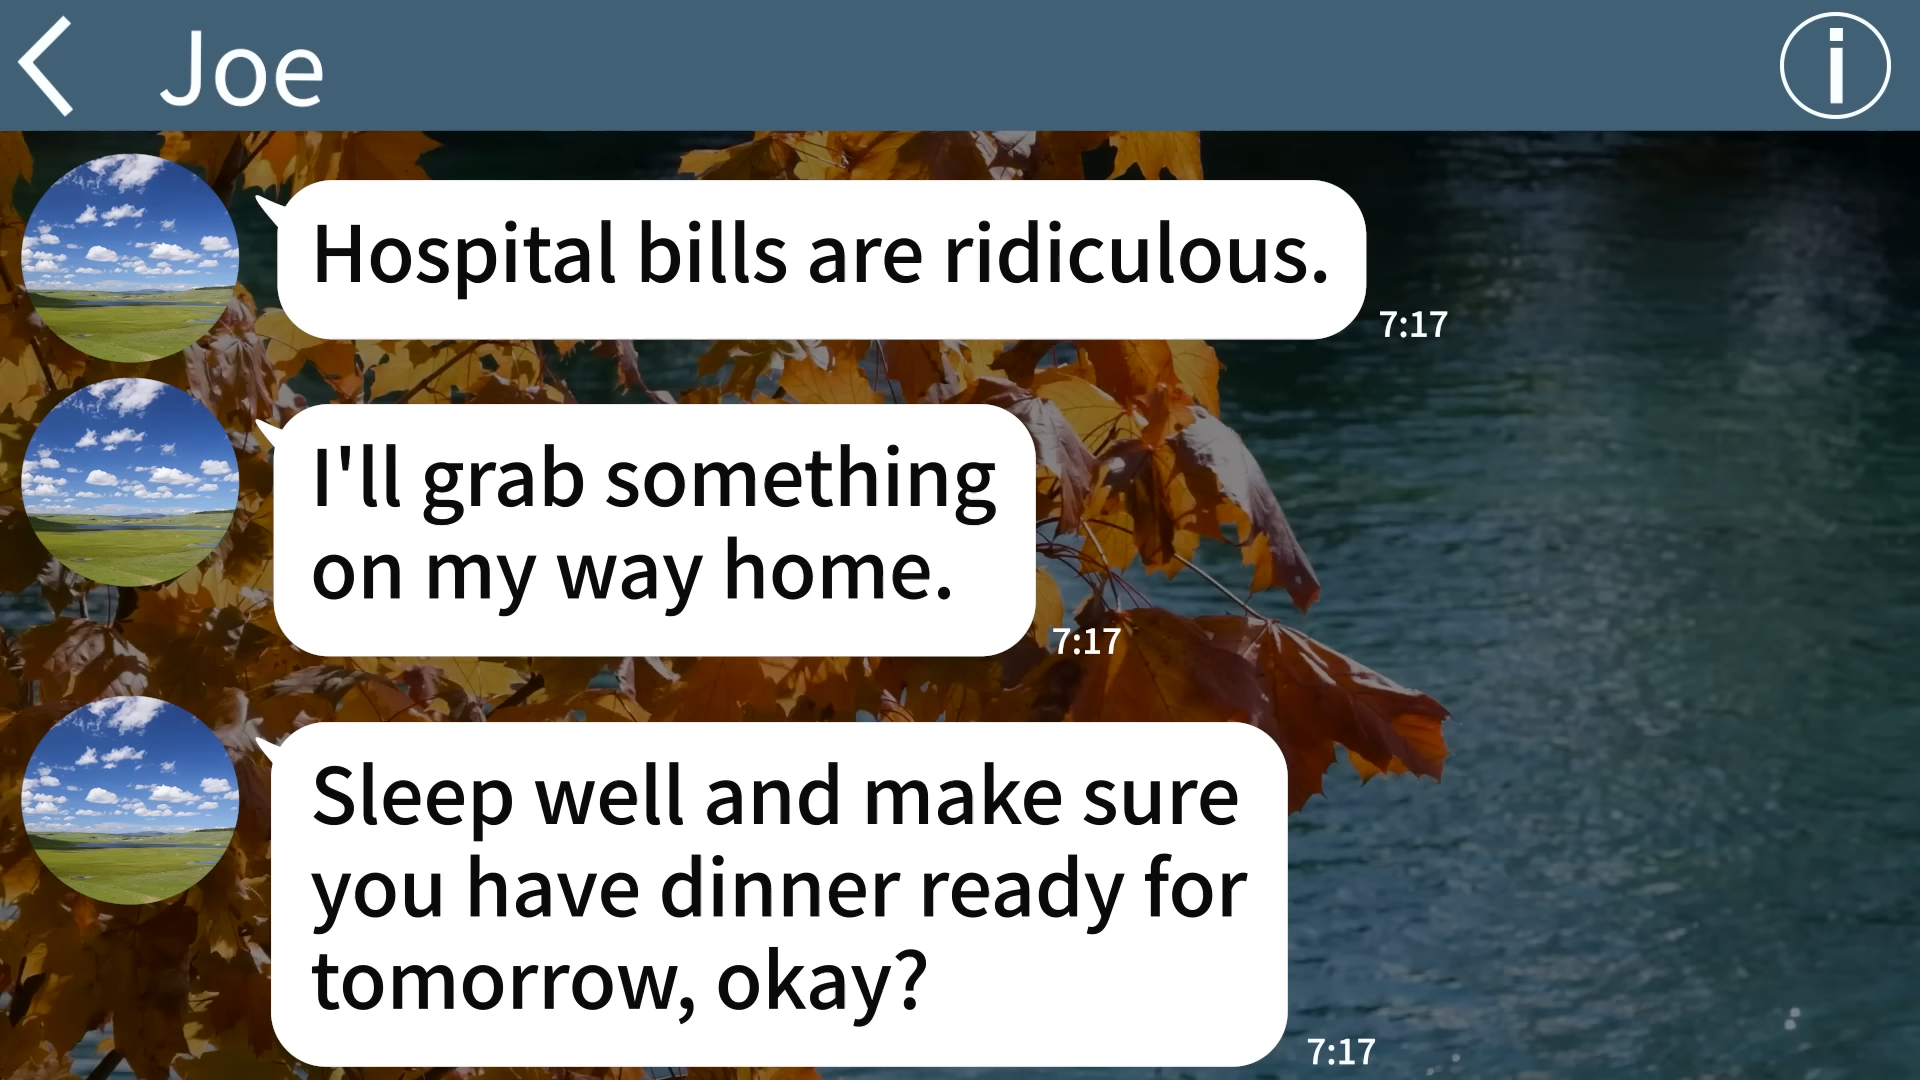 Joe
Hospital bills are ridiculous.
7:17
I'll grab something
on my way home.
7:17
Sleep well and make sure
you have dinner ready for
tomorrow, okay?
7:17